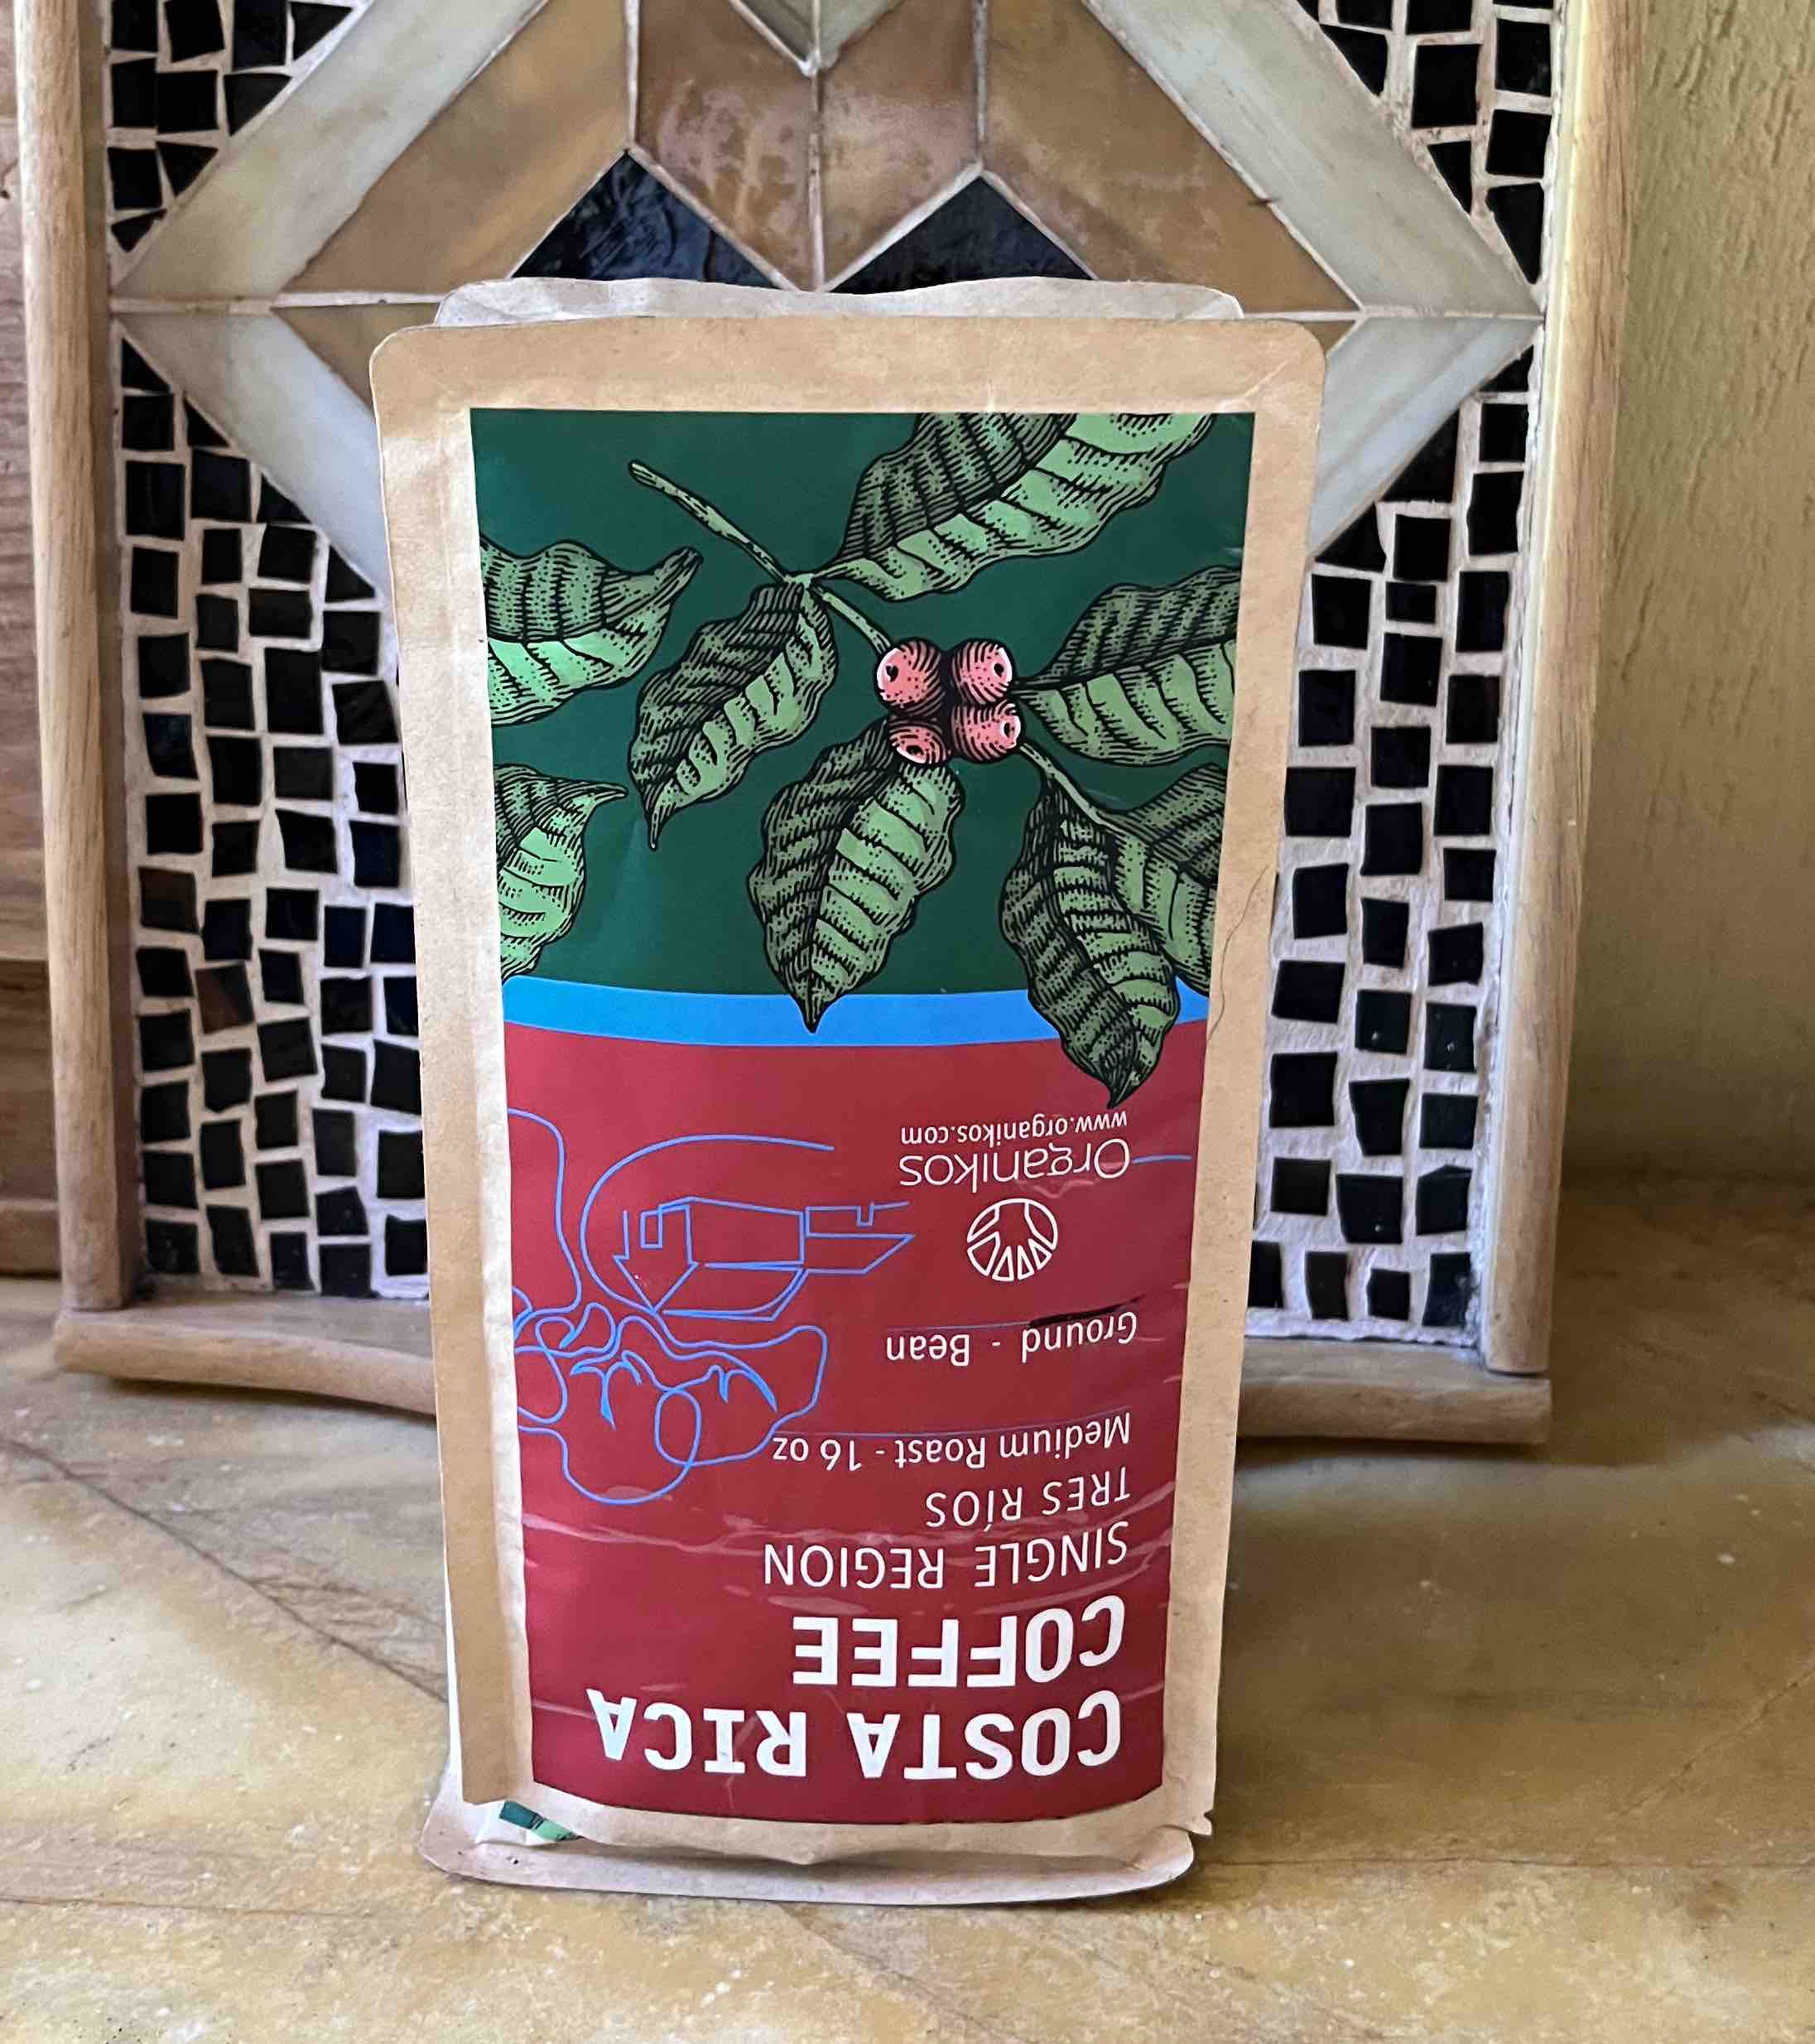 COSTA RICA
COFFEE
SINGLE REGION
TRES RÍOS
Medium Roast - 16 oz
Ground - Bean
Organikos
www.organikos.com